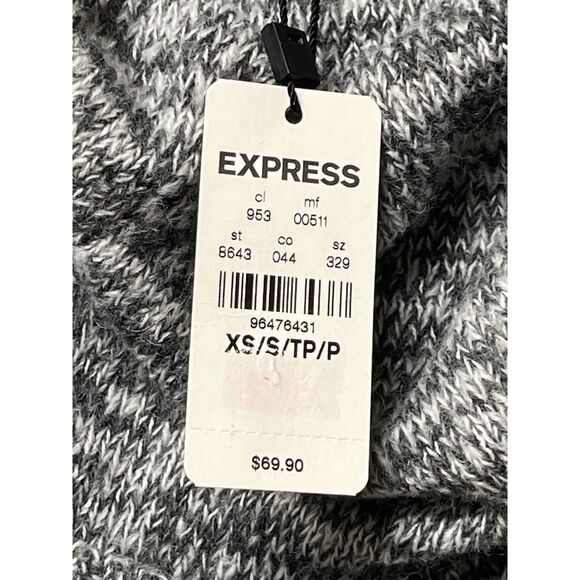 EXPRESS
cl mf
953 00511
st co sz
8643 044 329
96476431
XS/S/TP/P
$69.90